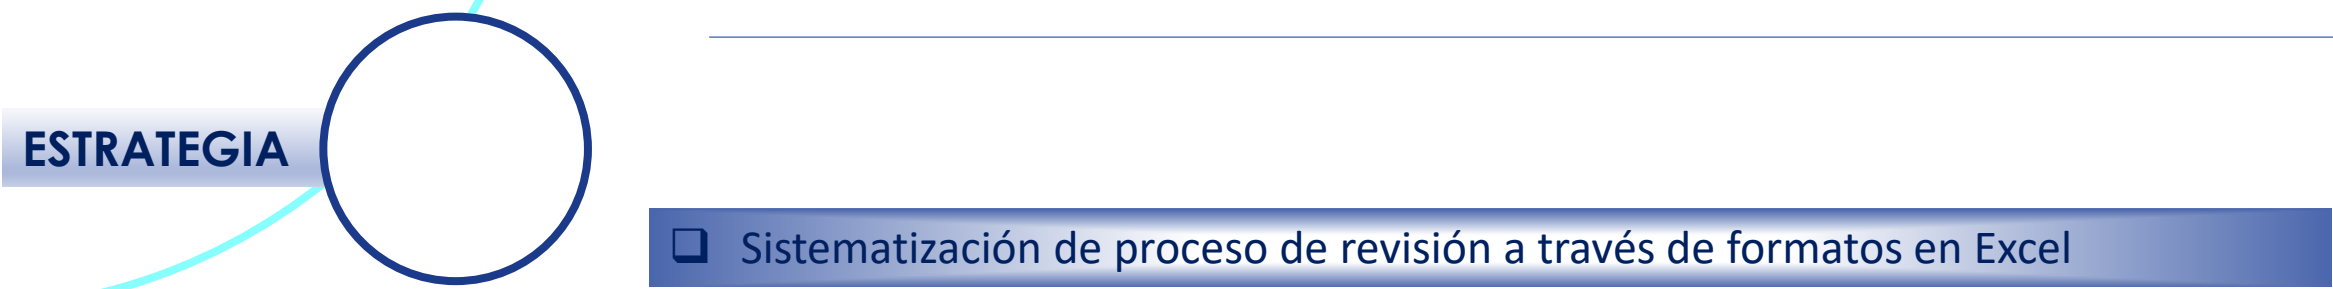 ESTRATEGIA
❑ Sistematización de proceso de revisión a través de formatos en Excel